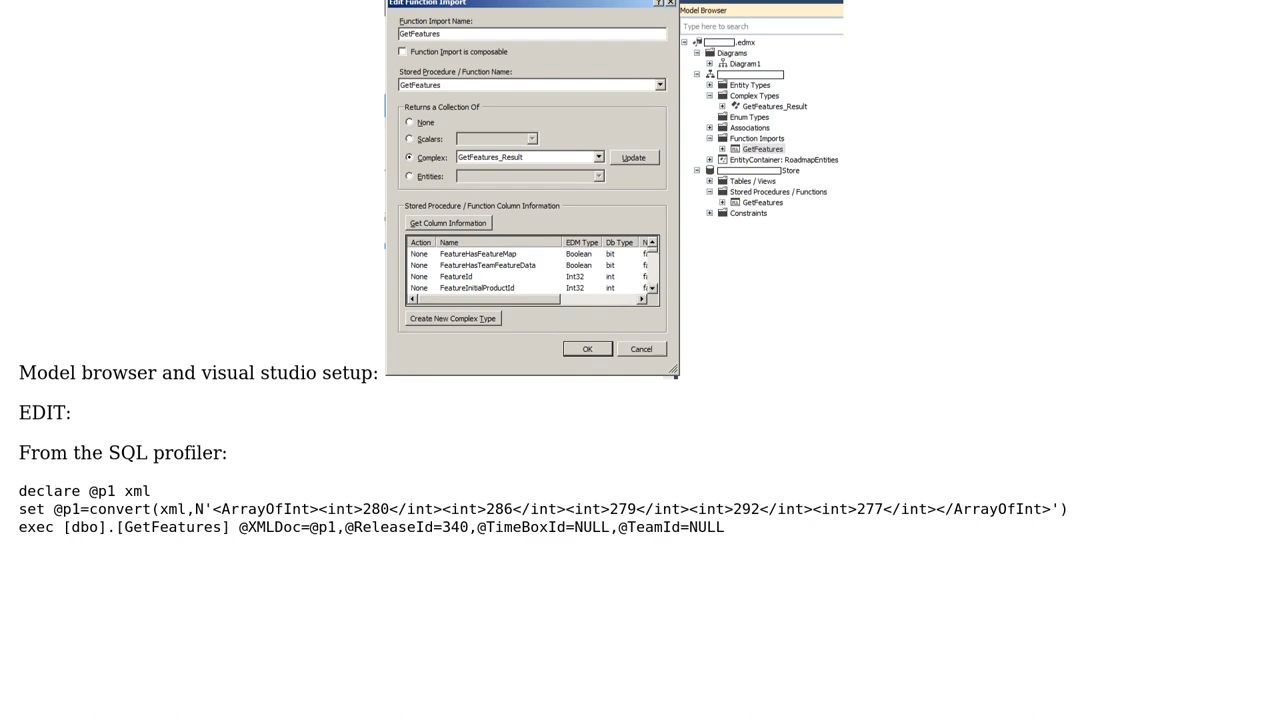 Edit Function Import
Function Import Name:
GetFeatures
Function Import is composable
Stored Procedure / Function Name:
GetFeatures
Returns a Collection Of
None
Scalars:
Complex: GetFeatures_Result Update
Entities:
Stored Procedure / Function Column Information
Get Column Information
Action Name EDM Type Db Type
None FeatureHasFeatureMap Boolean bit
None FeatureHasTeamFeatureData Boolean bit
None FeatureId Int32 int
None FeatureInitialProductId Int32 int
Create New Complex Type
OK Cancel
Model Browser
Type here to search
.edmx
Diagrams
Diagram1
Entity Types
Complex Types
GetFeatures_Result
Enum Types
Associations
Function Imports
GetFeatures
EntityContainer: RoadmapEntities
Store
Tables / Views
Stored Procedures / Functions
GetFeatures
Constraints
Model browser and visual studio setup:
EDIT:
From the SQL profiler:
declare @p1 xml
set @p1=convert(xml,N'<ArrayOfInt><int>280</int><int>286</int><int>279</int><int>292</int><int>277</int></ArrayOfInt>')
exec [dbo].[GetFeatures] @XMLDoc=@p1,@ReleaseId=340,@TimeBoxId=NULL,@TeamId=NULL